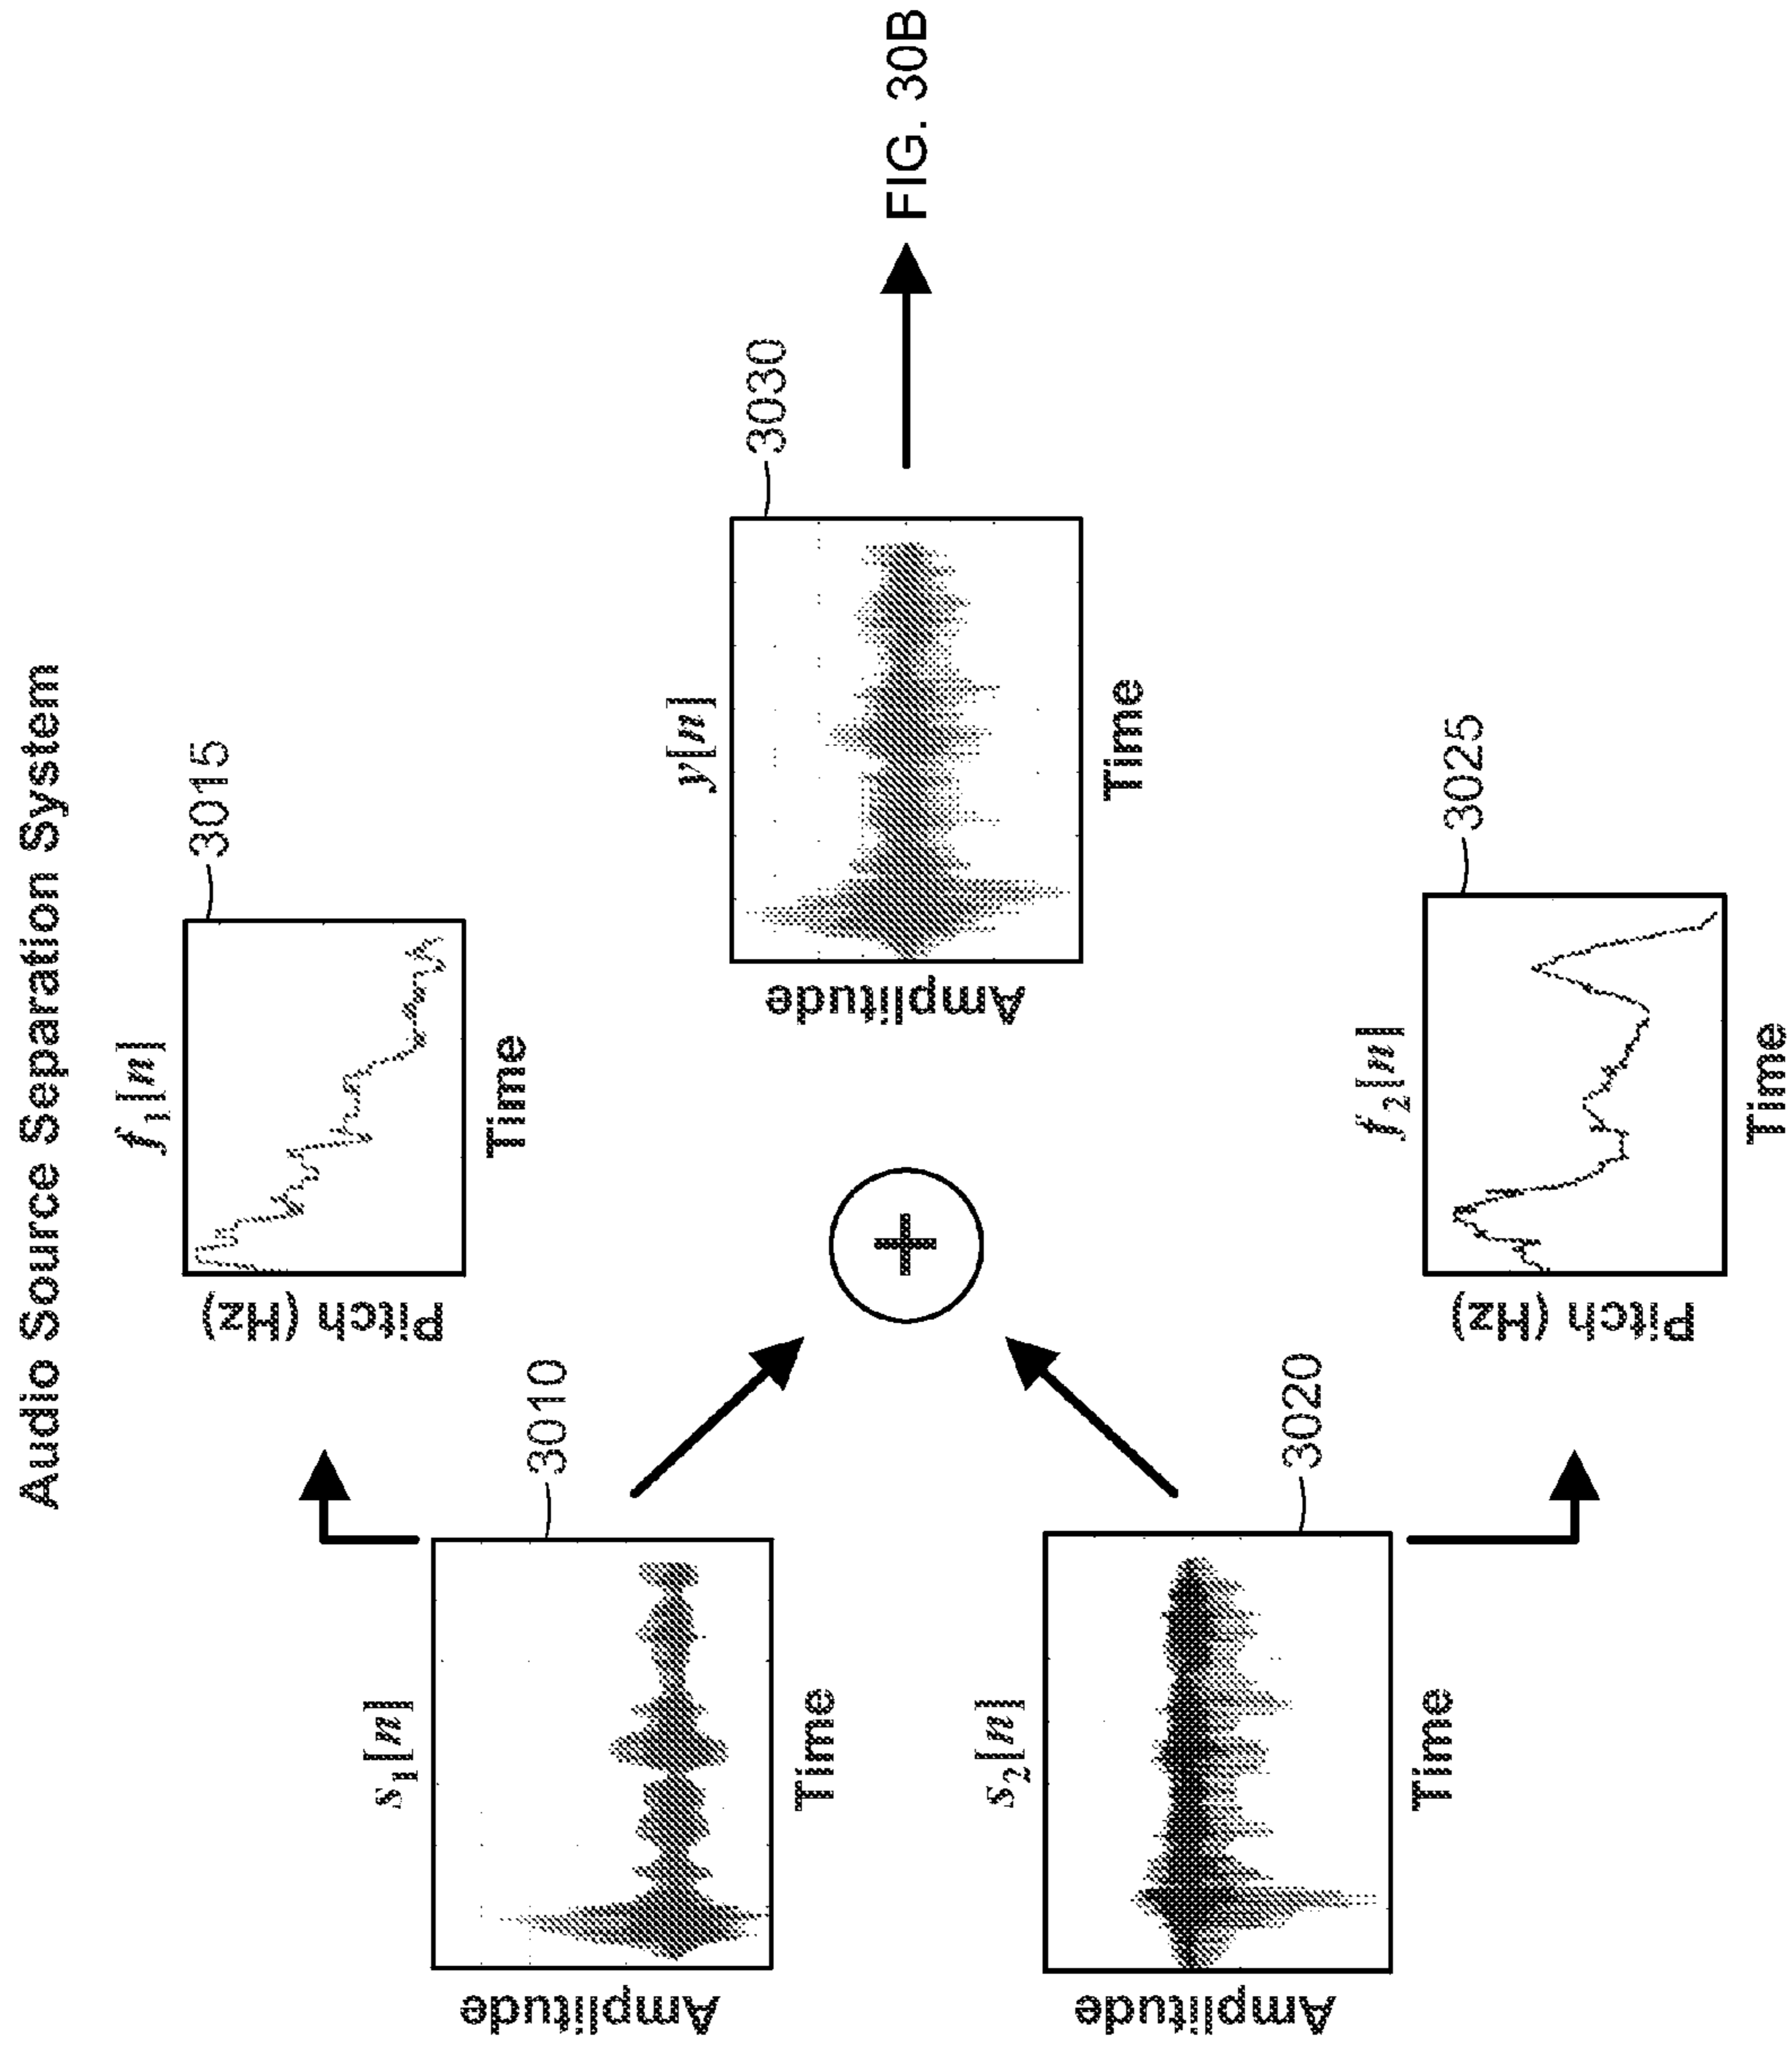 Audio Source Separation System
f1[n]
3015
Pitch (Hz)
Time
s1[n]
3010
Amplitude
Time
y[n]
3030
Amplitude
Time
+
FIG. 30B
s2[n]
3020
Amplitude
Time
f2[n]
3025
Pitch (Hz)
Time